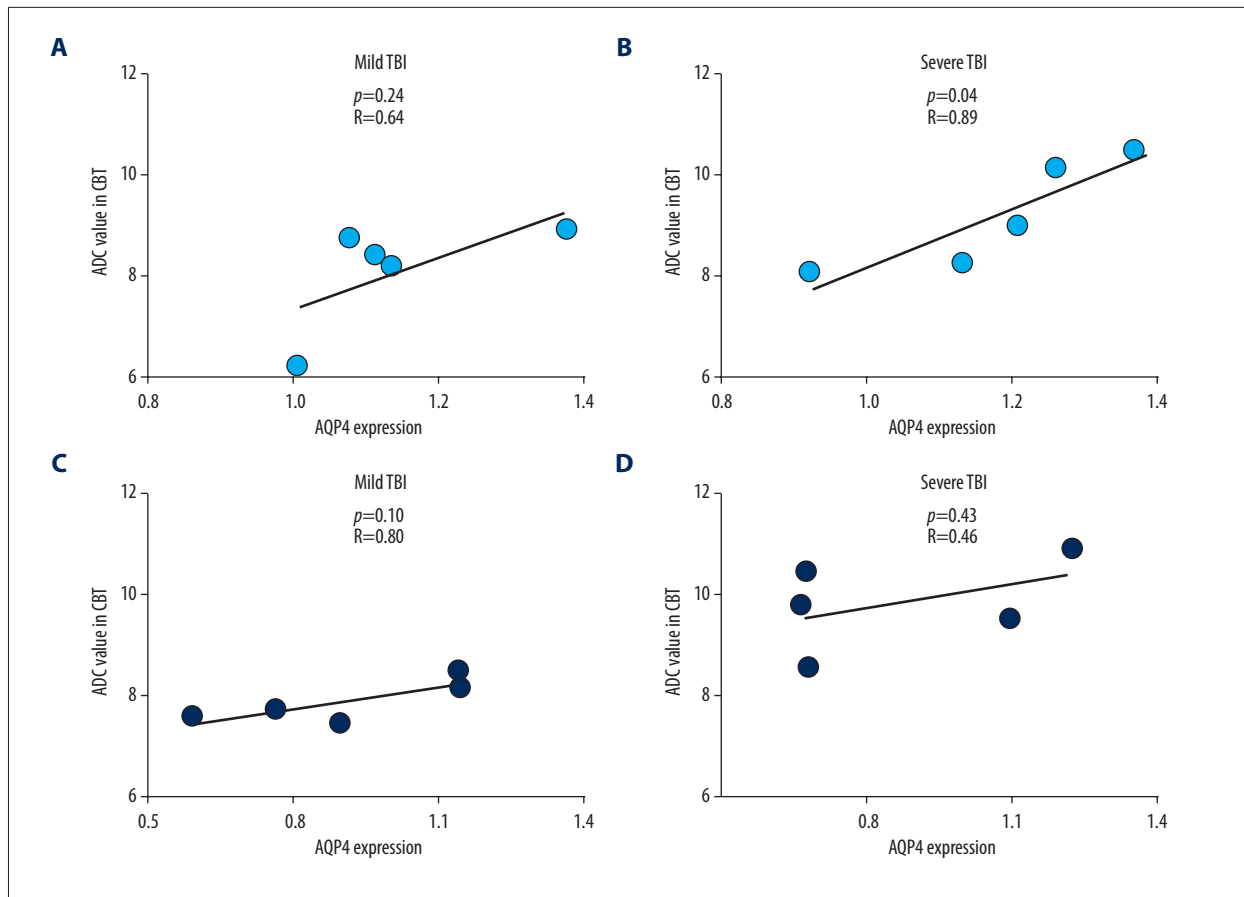 A
Mild TBI
p=0.24
R=0.64
12
10
8
6
ADC value in CBT
0.8 1.0 1.2 1.4
AQP4 expression
B
Severe TBI
p=0.04
R=0.89
12
10
8
6
ADC value in CBT
0.8 1.0 1.2 1.4
AQP4 expression
C
Mild TBI
p=0.10
R=0.80
12
10
8
6
ADC value in CBT
0.5 0.8 1.1 1.4
AQP4 expression
D
Severe TBI
p=0.43
R=0.46
12
10
8
6
ADC value in CBT
0.8 1.1 1.4
AQP4 expression